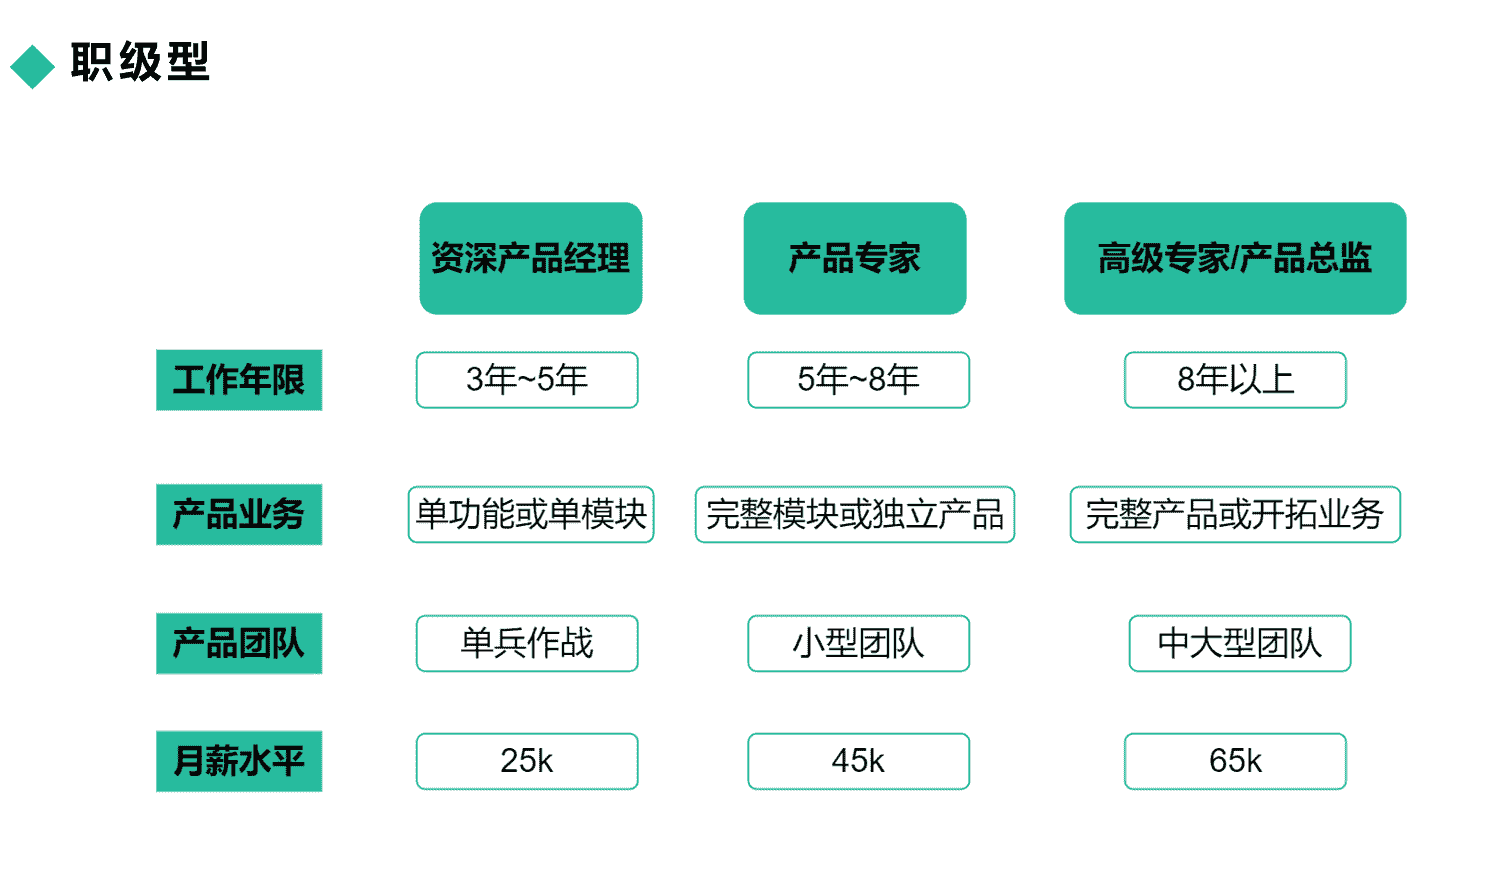 职级型
资深产品经理 产品专家 高级专家/产品总监
工作年限 3年~5年 5年~8年 8年以上
产品业务 单功能或单模块 完整模块或独立产品 完整产品或开拓业务
产品团队 单兵作战 小型团队 中大型团队
月薪水平 25k 45k 65k